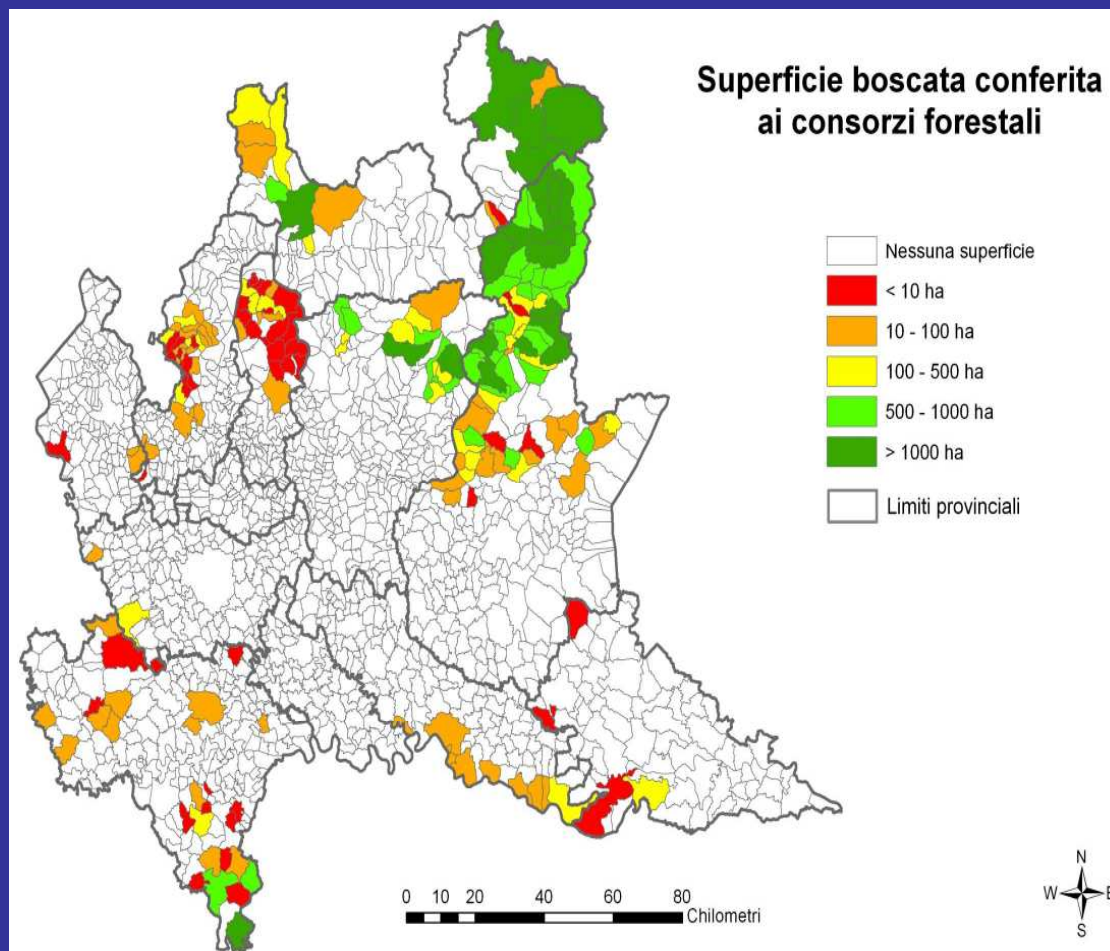 Superficie boscata conferita
ai consorzi forestali
Nessuna superficie
< 10 ha
10 - 100 ha
100 - 500 ha
500 - 1000 ha
> 1000 ha
Limiti provinciali
0 10 20 40 60 80
Chilometri
N
W E
S